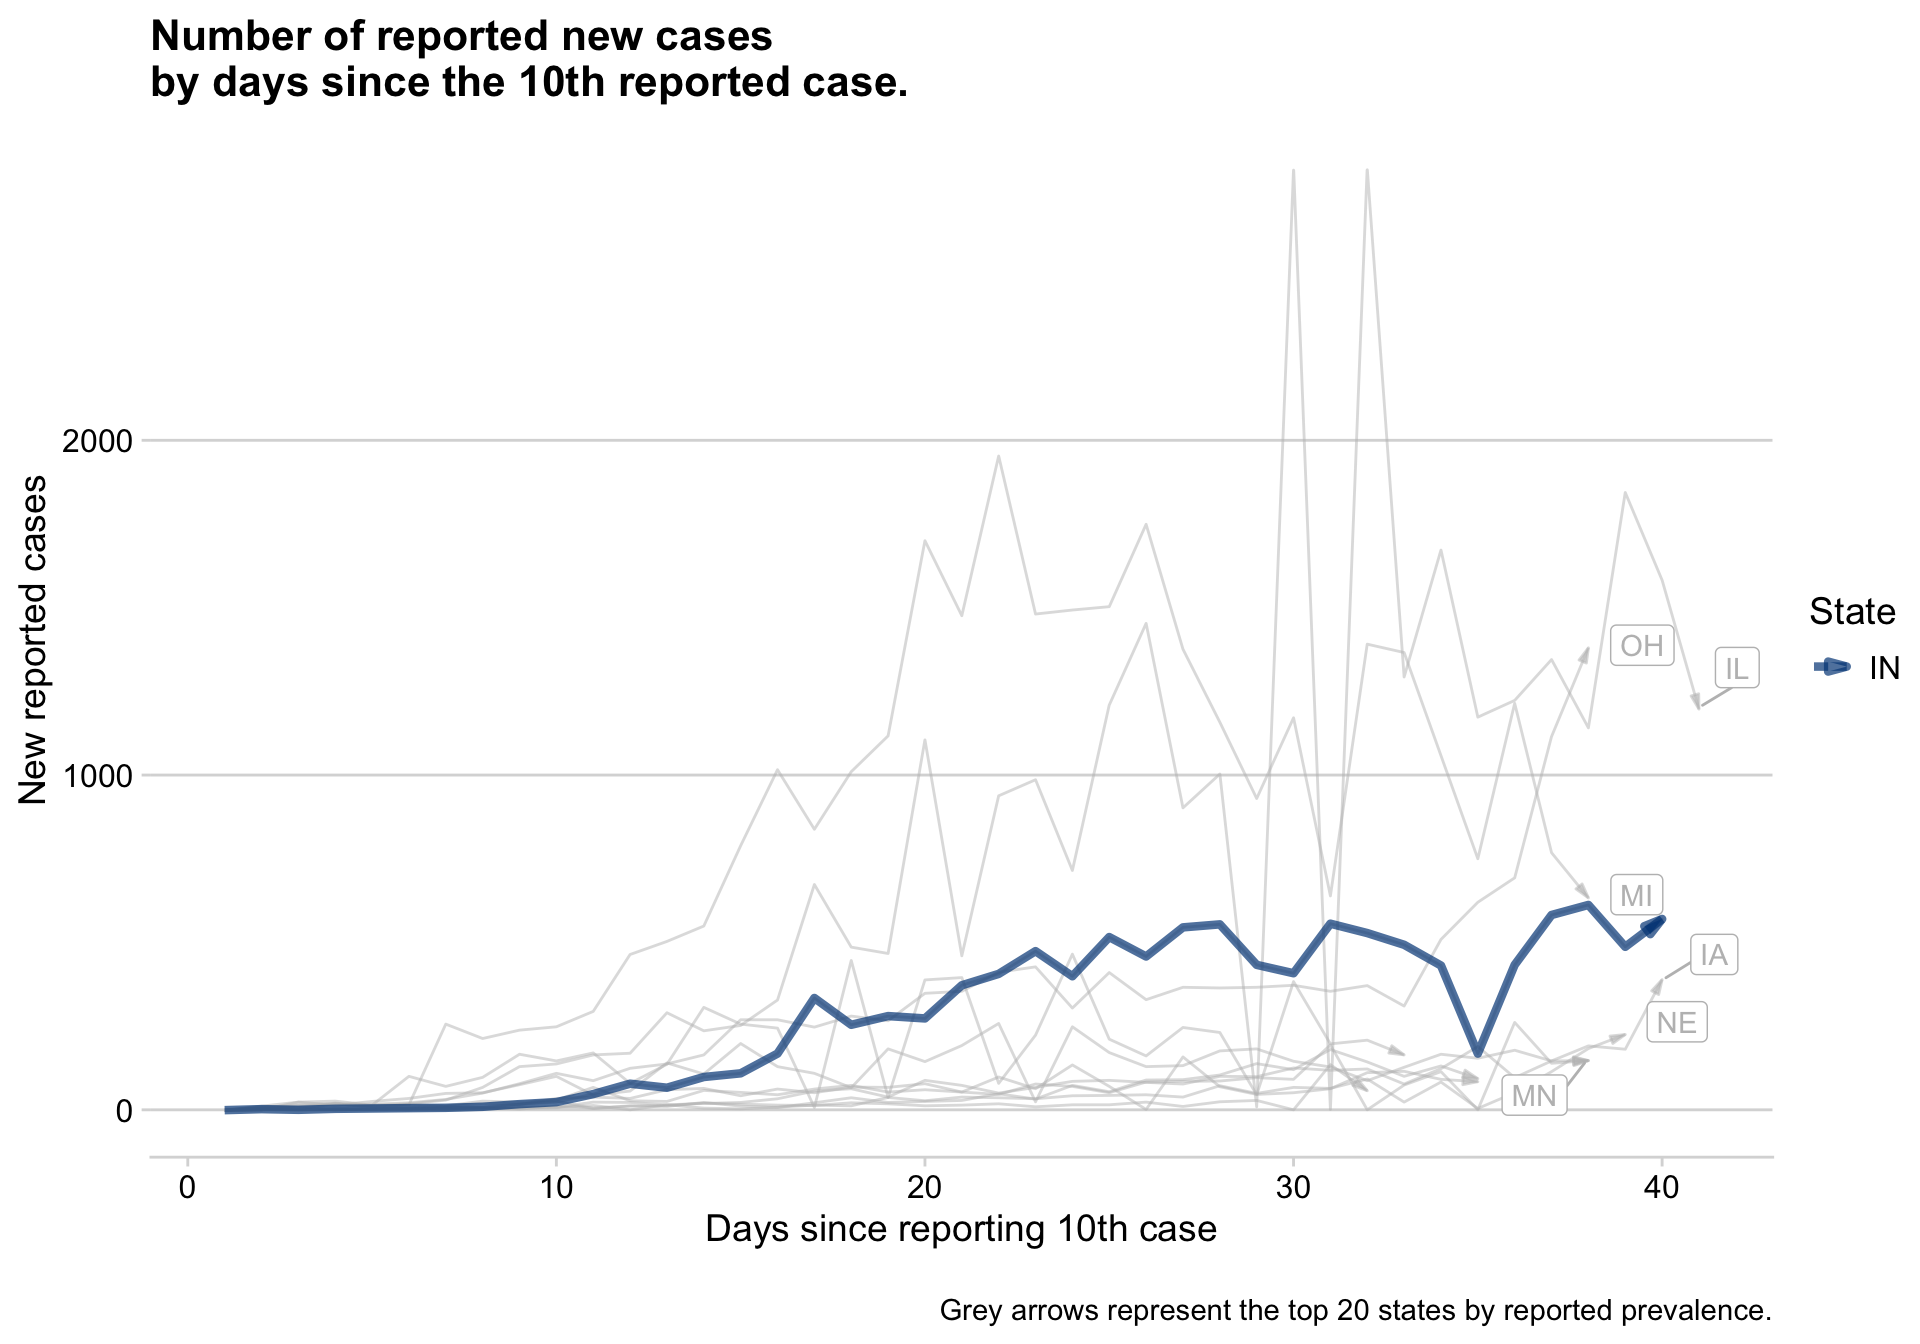 Number of reported new cases
by days since the 10th reported case.
New reported cases
2000
1000
0
OH
IL
MI
IA
NE
MN
State
IN
0 10 20 30 40
Days since reporting 10th case
Grey arrows represent the top 20 states by reported prevalence.